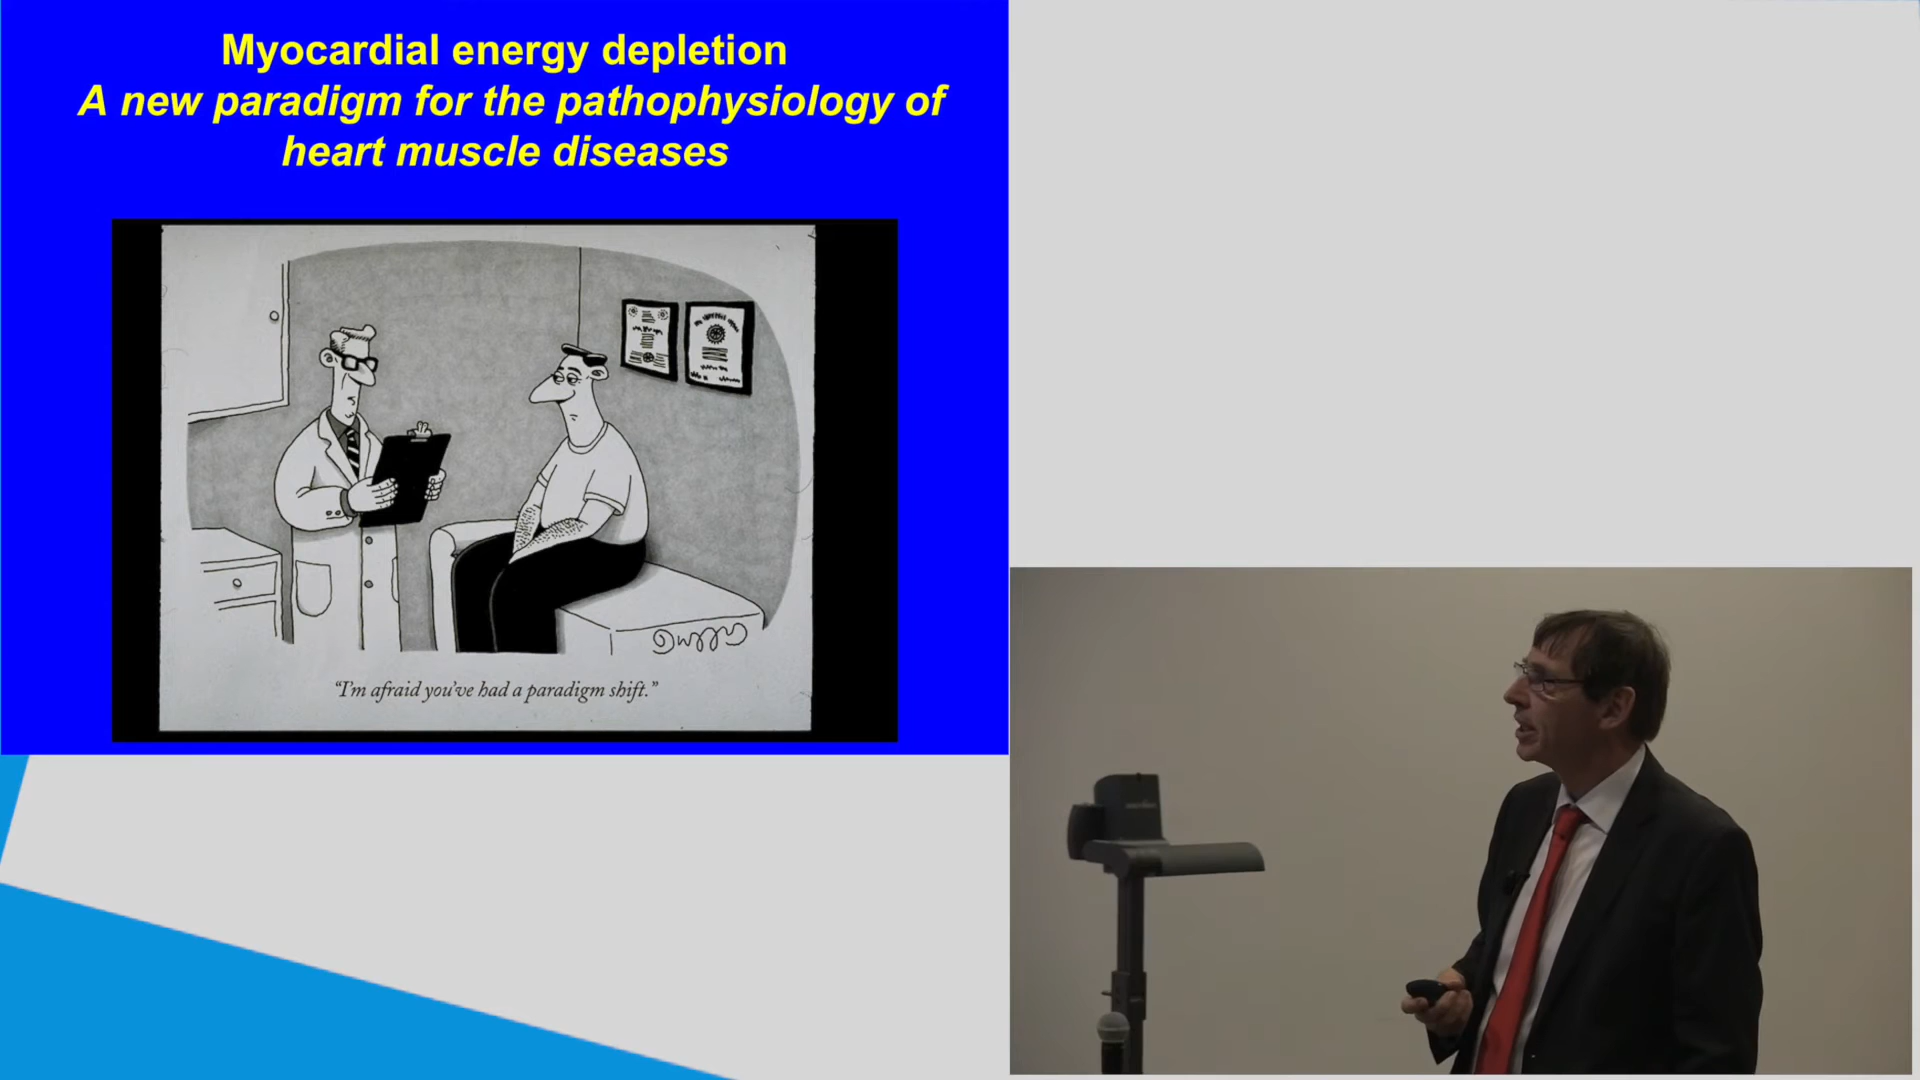 Myocardial energy depletion
A new paradigm for the pathophysiology of
heart muscle diseases
“I’m afraid you’ve had a paradigm shift.”